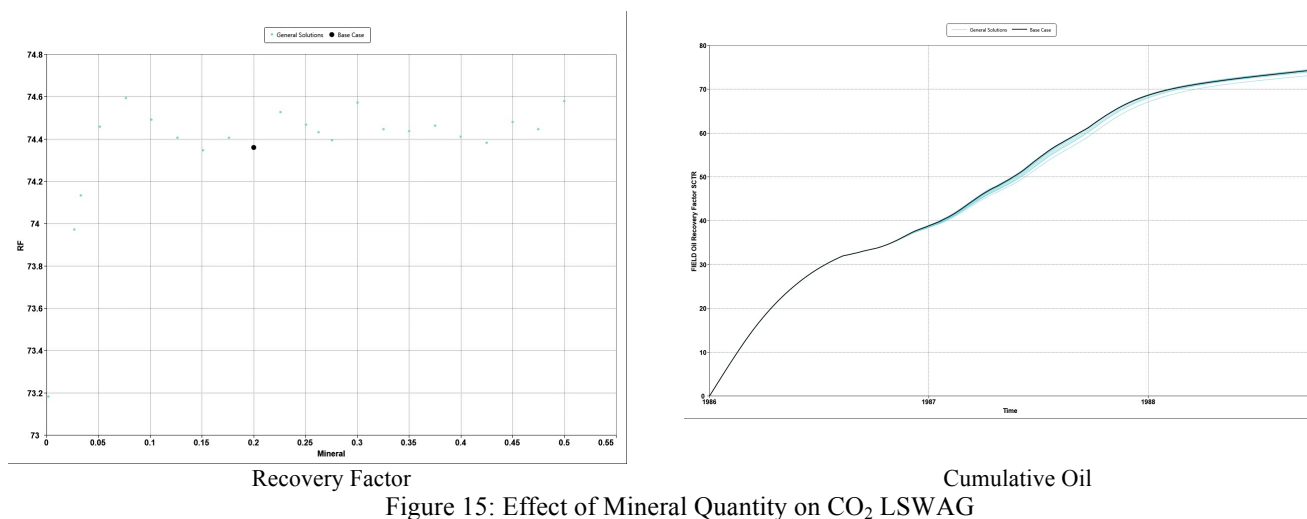 General Solutions Base Case
74.8
74.6
74.4
74.2
74
73.8
73.6
73.4
73.2
73
RF
0 0.05 0.1 0.15 0.2 0.25 0.3 0.35 0.4 0.45 0.5 0.55
Mineral
General Solutions Base Case
80
70
60
50
40
30
20
10
0
FIELD Oil Recovery Factor SCTR
1986 1987 1988
Time
Recovery Factor Cumulative Oil
Figure 15: Effect of Mineral Quantity on CO₂ LSWAG